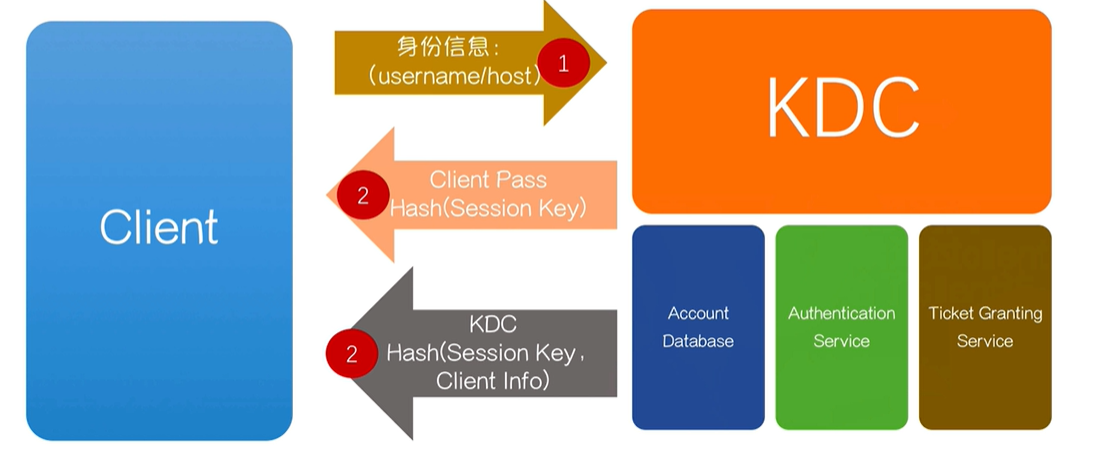 Client
身份信息：
（username/host）
1
Client Pass
Hash(Session Key)
2
KDC
Hash(Session Key，
Client Info)
2
KDC
Account
Database
Authentication
Service
Ticket Granting
Service